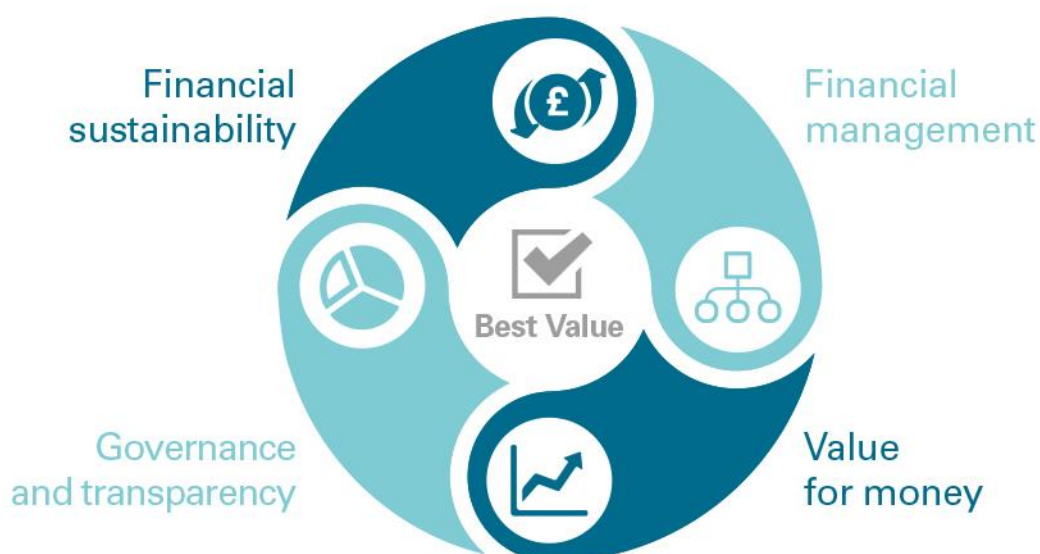 Financial
sustainability
Financial
management
£
Best Value
Governance
and transparency
Value
for money